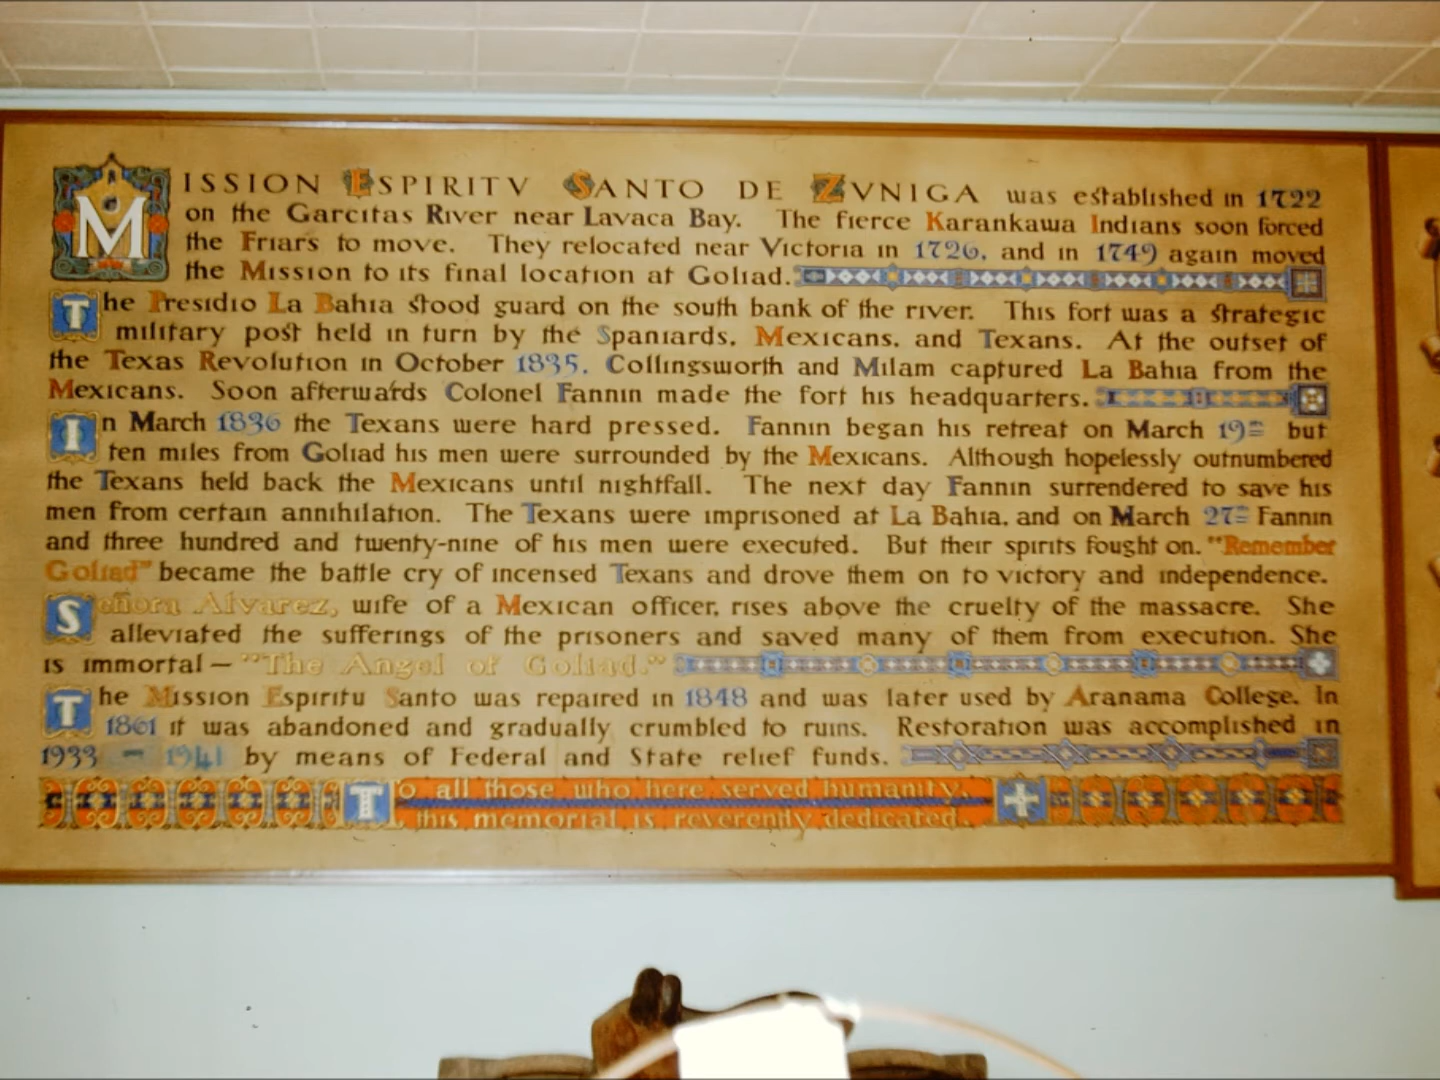 MISSION ESPIRITV SANTO DE ZVNIGA was established in 1722
on the Garcitas River near Lavaca Bay. The fierce Karankawa Indians soon forced
the Friars to move. They relocated near Victoria in 1726, and in 1749 again moved
the Mission to its final location at Goliad.
The Presidio La Bahia stood guard on the south bank of the river. This fort was a strategic
military post held in turn by the Spaniards, Mexicans, and Texans. At the outset of
the Texas Revolution in October 1835, Collingsworth and Milam captured La Bahia from the
Mexicans. Soon afterwards Colonel Fannin made the fort his headquarters.
In March 1836 the Texans were hard pressed. Fannin began his retreat on March 19th but
ten miles from Goliad his men were surrounded by the Mexicans. Although hopelessly outnumbered
the Texans held back the Mexicans until nightfall. The next day Fannin surrendered to save his
men from certain annihilation. The Texans were imprisoned at La Bahia, and on March 27th Fannin
and three hundred and twenty-nine of his men were executed. But their spirits fought on. "Remember
Goliad" became the battle cry of incensed Texans and drove them on to victory and independence.
Señora Alvarez, wife of a Mexican officer, rises above the cruelty of the massacre. She
alleviated the sufferings of the prisoners and saved many of them from execution. She
is immortal — "The Angel of Goliad."
The Mission Espiritu Santo was repaired in 1848 and was later used by Aranama College. In
1861 it was abandoned and gradually crumbled to ruins. Restoration was accomplished in
1933 - 1941 by means of Federal and State relief funds.
To all those who here served humanity,
this memorial is reverently dedicated.